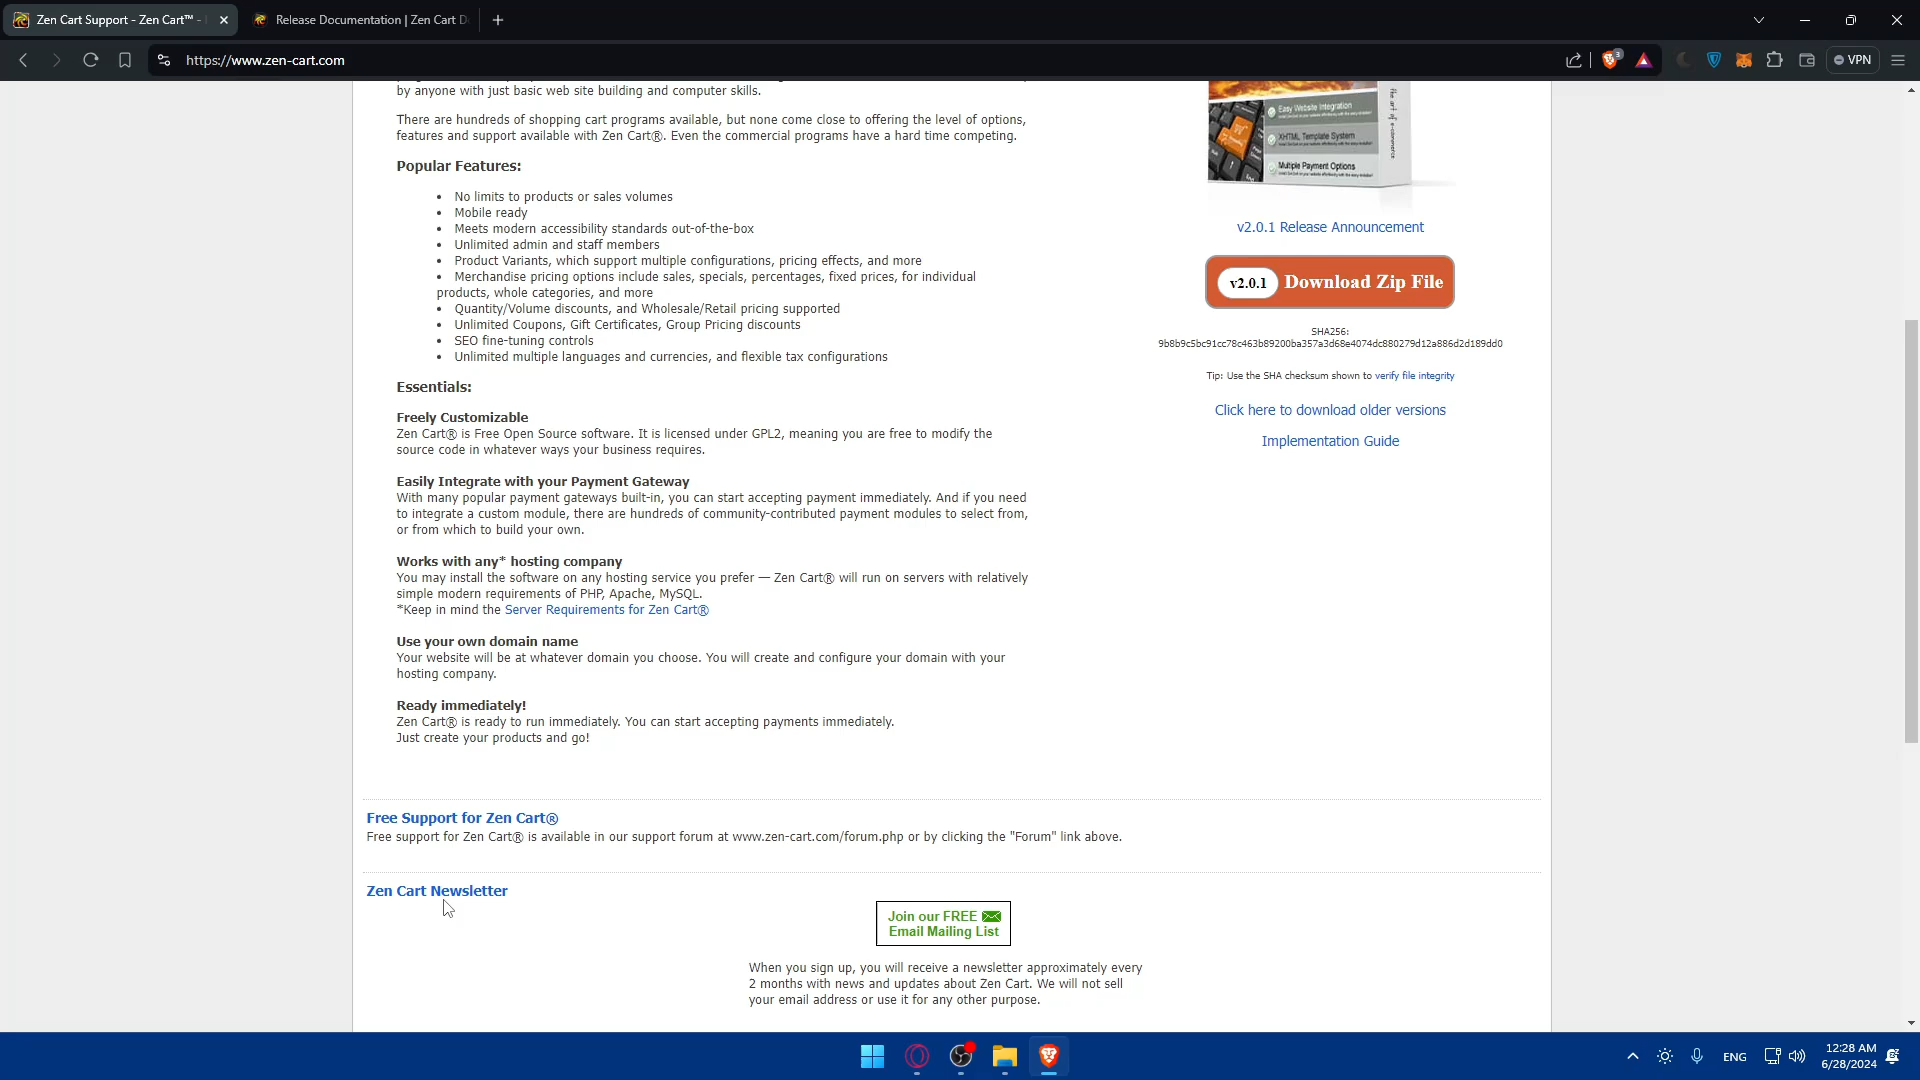 Zen Cart Support - Zen Cart™ -
Release Documentation | Zen Cart D
https://www.zen-cart.com
3
VPN
by anyone with just basic web site building and computer skills.
There are hundreds of shopping cart programs available, but none come close to offering the level of options,
features and support available with Zen Cart®. Even the commercial programs have a hard time competing.
Popular Features:
• No limits to products or sales volumes
• Mobile ready
• Meets modern accessibility standards out-of-the-box
• Unlimited admin and staff members
• Product Variants, which support multiple configurations, pricing effects, and more
• Merchandise pricing options include sales, specials, percentages, fixed prices, for individual
products, whole categories, and more
• Quantity/Volume discounts, and Wholesale/Retail pricing supported
• Unlimited Coupons, Gift Certificates, Group Pricing discounts
• SEO fine-tuning controls
• Unlimited multiple languages and currencies, and flexible tax configurations
Essentials:
Freely Customizable
Zen Cart® is Free Open Source software. It is licensed under GPL2, meaning you are free to modify the
source code in whatever ways your business requires.
Easily Integrate with your Payment Gateway
With many popular payment gateways built-in, you can start accepting payment immediately. And if you need
to integrate a custom module, there are hundreds of community-contributed payment modules to select from,
or from which to build your own.
Works with any* hosting company
You may install the software on any hosting service you prefer — Zen Cart® will run on servers with relatively
simple modern requirements of PHP, Apache, MySQL.
*Keep in mind the Server Requirements for Zen Cart®
Use your own domain name
Your website will be at whatever domain you choose. You will create and configure your domain with your
hosting company.
Ready immediately!
Zen Cart® is ready to run immediately. You can start accepting payments immediately.
Just create your products and go!
Easy Website Integration
XHTML Template System
Multiple Payment Options
the art of e-commerce
v2.0.1 Release Announcement
v2.0.1 Download Zip File
SHA256:
9b8b9c5bc91cc78c463b89200ba357a3d68e4074dc880279d12a886d2d189dd0
Tip: Use the SHA checksum shown to verify file integrity
Click here to download older versions
Implementation Guide
Free Support for Zen Cart®
Free support for Zen Cart® is available in our support forum at www.zen-cart.com/forum.php or by clicking the "Forum" link above.
Zen Cart Newsletter
Join our FREE
Email Mailing List
When you sign up, you will receive a newsletter approximately every
2 months with news and updates about Zen Cart. We will not sell
your email address or use it for any other purpose.
ENG
12:28 AM
6/28/2024